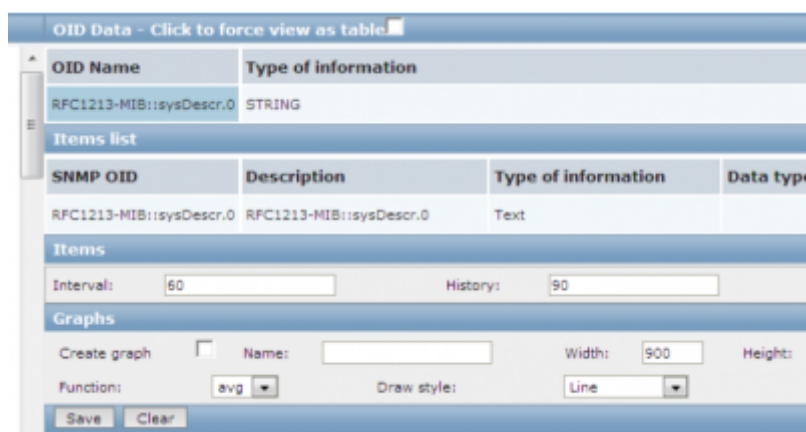 OID Data - Click to force view as table
OID Name Type of information
RFC1213-MIB::sysDescr.0 STRING
Items list
SNMP OID Description Type of information Data type
RFC1213-MIB::sysDescr.0 RFC1213-MIB::sysDescr.0 Text
Items
Interval: 60 History: 90
Graphs
Create graph Name: Width: 900 Height:
Function: avg Draw style: Line
Save Clear